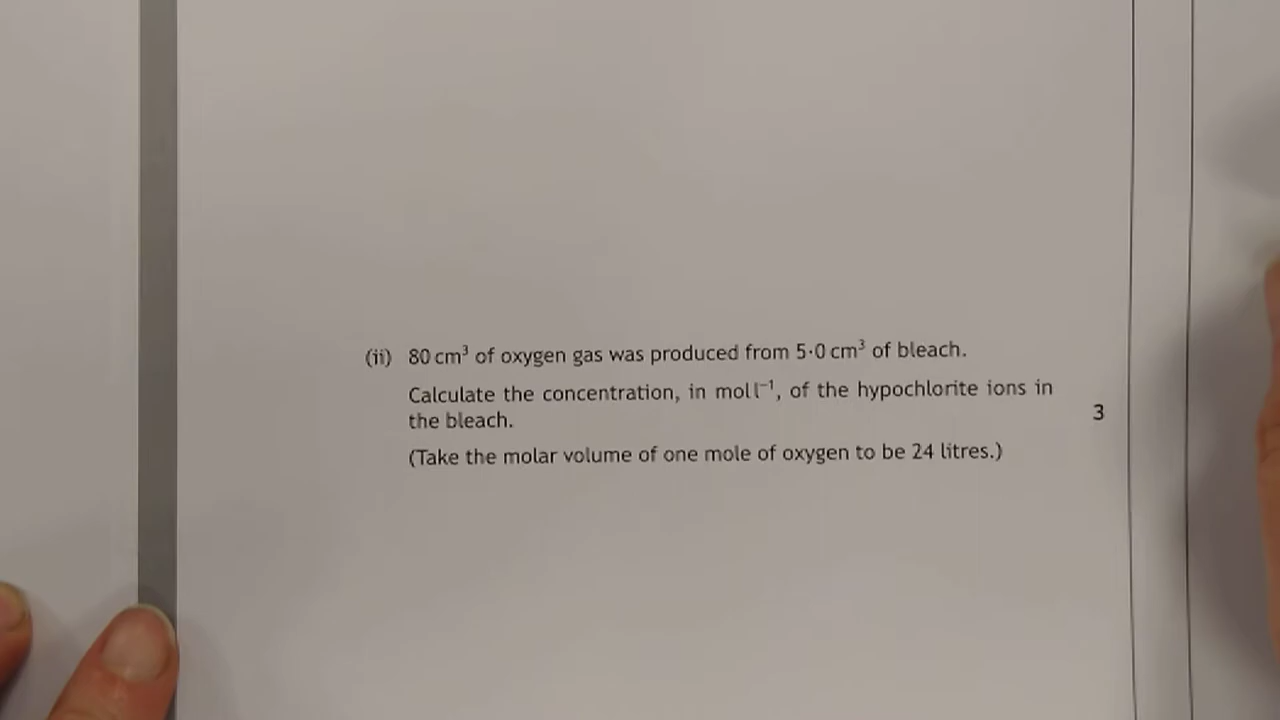 (ii) 80 cm³ of oxygen gas was produced from 5·0 cm³ of bleach.
Calculate the concentration, in mol l⁻¹, of the hypochlorite ions in
the bleach.
3
(Take the molar volume of one mole of oxygen to be 24 litres.)